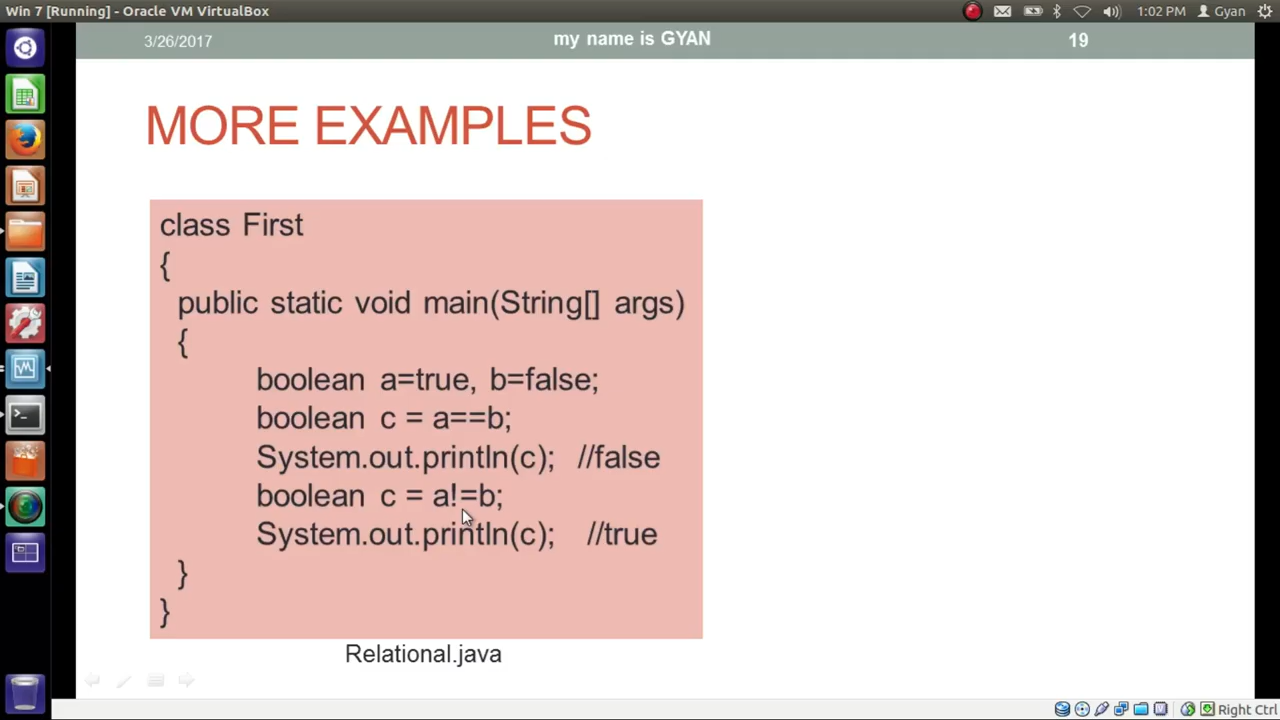 Win 7 [Running] - Oracle VM VirtualBox
1:02 PM
Gyan
3/26/2017
my name is GYAN
19
MORE EXAMPLES
class First
{
public static void main(String[] args)
{
boolean a=true, b=false;
boolean c = a==b;
System.out.println(c); //false
boolean c = a!=b;
System.out.println(c); //true
}
}
Relational.java
Right Ctrl